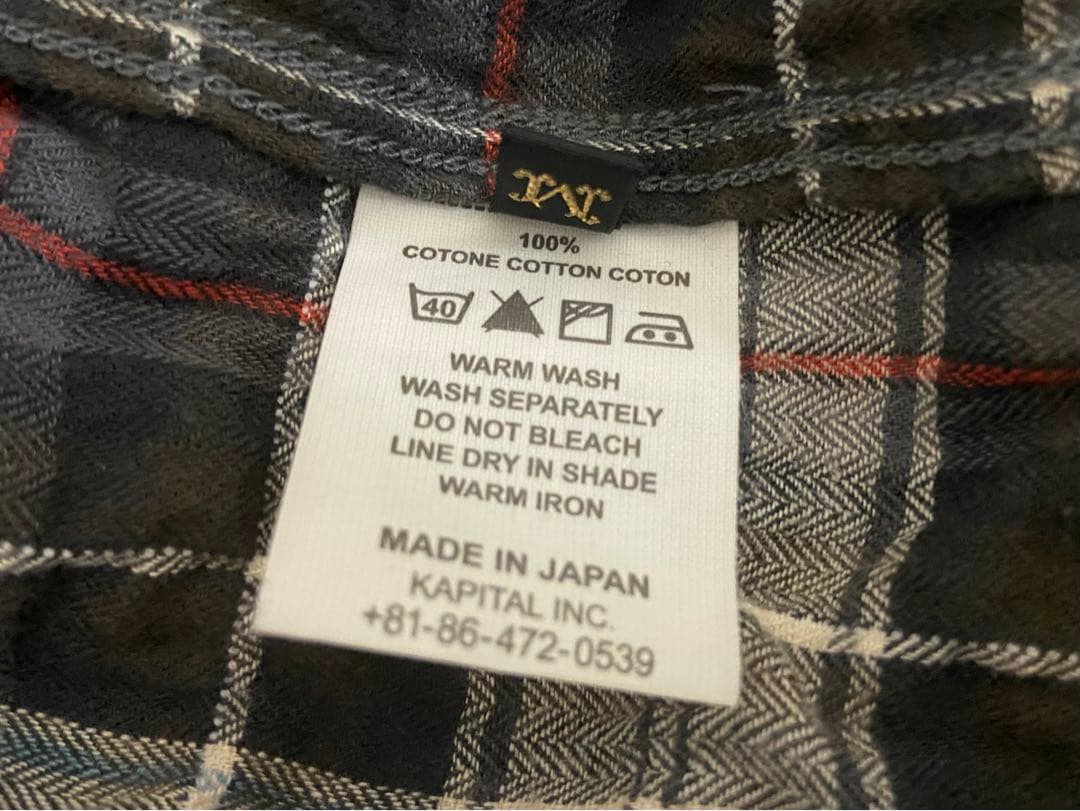 M
100%
COTONE COTTON COTON
40
WARM WASH
WASH SEPARATELY
DO NOT BLEACH
LINE DRY IN SHADE
WARM IRON
MADE IN JAPAN
KAPITAL INC.
+81-86-472-0539